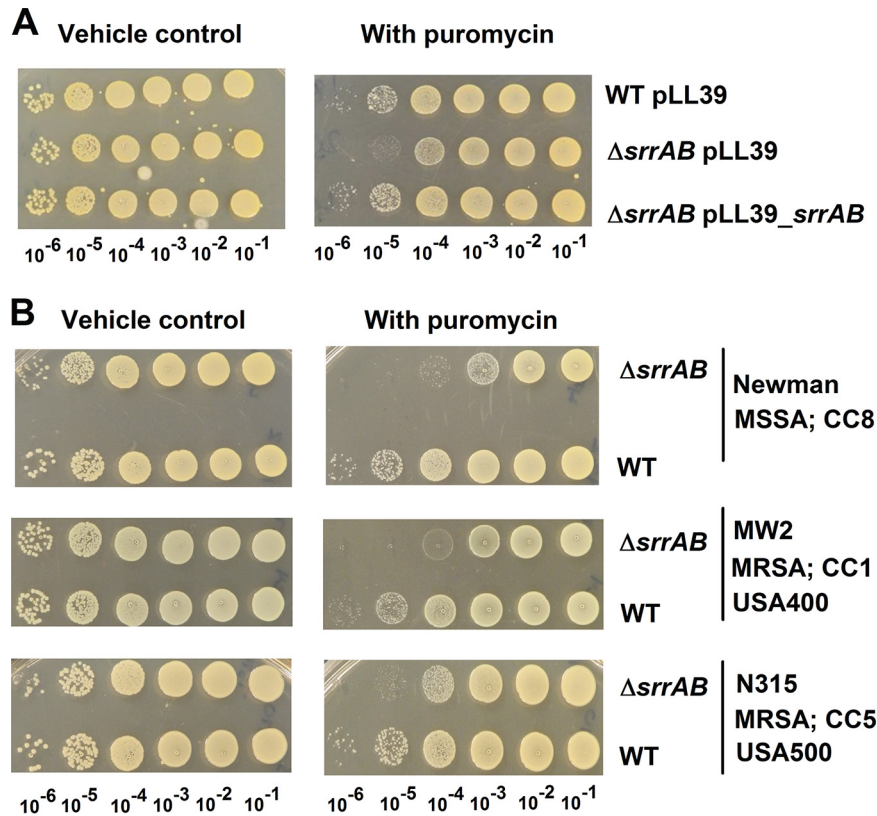 A
Vehicle control With puromycin
WT pLL39
ΔsrrAB pLL39
ΔsrrAB pLL39_srrAB
10-6 10-5 10-4 10-3 10-2 10-1 10-6 10-5 10-4 10-3 10-2 10-1
B
Vehicle control With puromycin
ΔsrrAB
Newman
MSSA; CC8
WT
ΔsrrAB
MW2
MRSA; CC1
WT
USA400
ΔsrrAB
N315
MRSA; CC5
WT
USA500
10-6 10-5 10-4 10-3 10-2 10-1 10-6 10-5 10-4 10-3 10-2 10-1